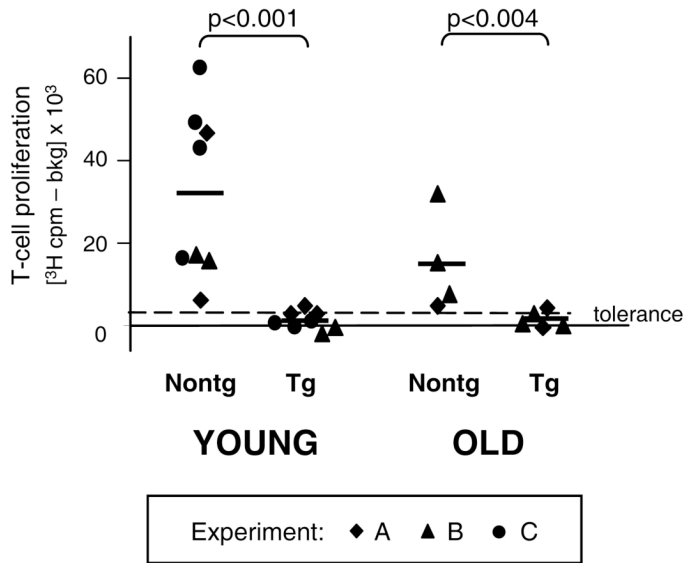 p<0.001
p<0.004
T-cell proliferation
[³H cpm – bkg] x 10³
60
40
20
0
tolerance
Nontg
Tg
Nontg
Tg
YOUNG
OLD
Experiment: A B C